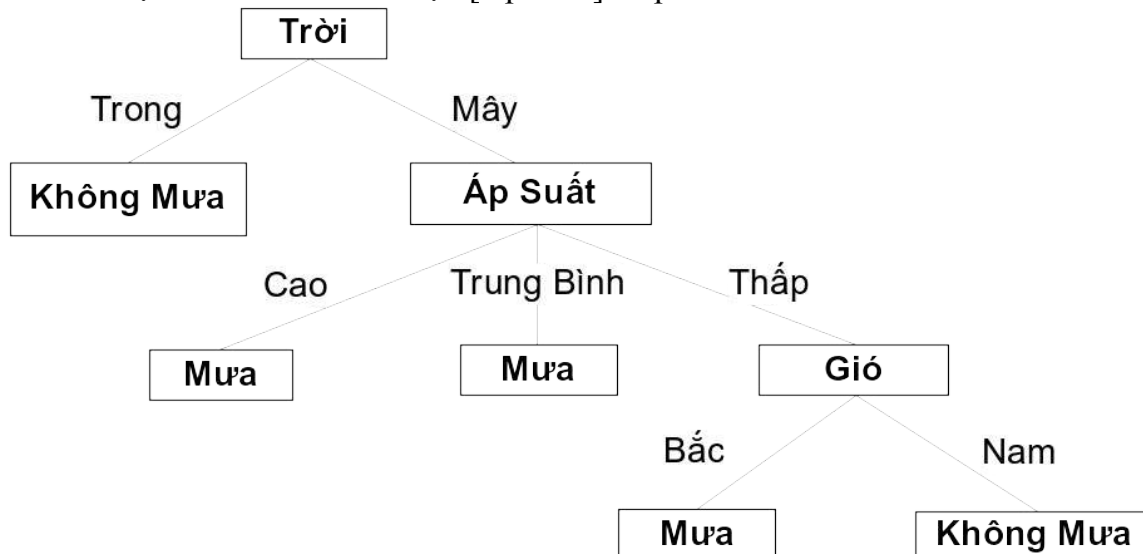 Trời
Trong Mây
Không Mưa Áp Suất
Cao Trung Bình Thấp
Mưa Mưa Gió
Bắc Nam
Mưa Không Mưa